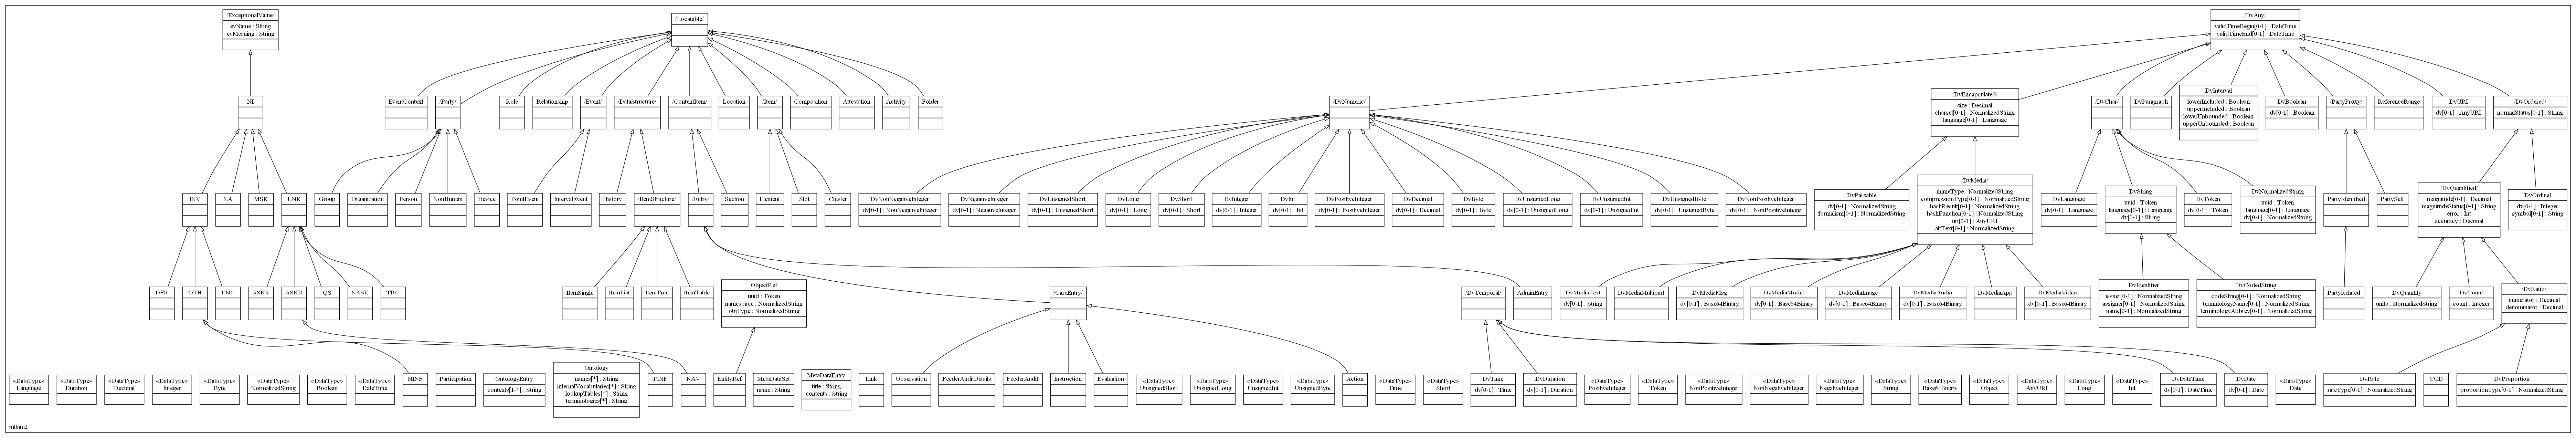 /ExceptionalValue/
evName : String
evMeaning : String
/Locatable/
/DvAny/
validTimeBegin[0-1] : DateTime
validTimeEnd[0-1] : DateTime
NI
EventContext
/Party/
Role
Relationship
/Event/
/DataStructure/
/ContentItem/
Location
/Item/
Composition
Attestation
Activity
Folder
/DvNumeric/
/DvEncapsulated/
size : Decimal
charset[0-1] : NormalizedString
language[0-1] : Language
/DvChar/
DvParagraph
DvInterval
lowerIncluded : Boolean
upperIncluded : Boolean
lowerUnbounded : Boolean
upperUnbounded : Boolean
DvBoolean
dv[0-1] : Boolean
/PartyProxy/
ReferenceRange
DvURI
dv[0-1] : AnyURI
/DvOrdered/
normalStatus[0-1] : String
INV
NA
MSK
UNK
Group
Organization
Person
NonHuman
Device
PointEvent
IntervalEvent
History
/ItemStructure/
/Entry/
Section
Element
Slot
Cluster
DvNonNegativeInteger
dv[0-1] : NonNegativeInteger
DvNegativeInteger
dv[0-1] : NegativeInteger
DvUnsignedShort
dv[0-1] : UnsignedShort
DvLong
dv[0-1] : Long
DvShort
dv[0-1] : Short
DvInteger
dv[0-1] : Integer
DvInt
dv[0-1] : Int
DvPositiveInteger
dv[0-1] : PositiveInteger
DvDecimal
dv[0-1] : Decimal
DvByte
dv[0-1] : Byte
DvUnsignedLong
dv[0-1] : UnsignedLong
DvUnsignedInt
dv[0-1] : UnsignedInt
DvUnsignedByte
dv[0-1] : UnsignedByte
DvNonPositiveInteger
dv[0-1] : NonPositiveInteger
DvParsable
dv[0-1] : NormalizedString
formalism[0-1] : NormalizedString
/DvMedia/
mimeType : NormalizedString
compressionType[0-1] : NormalizedString
hashResult[0-1] : NormalizedString
hashFunction[0-1] : NormalizedString
uri[0-1] : AnyURI
altText[0-1] : NormalizedString
DvLanguage
dv[0-1] : Language
DvString
uuid : Token
language[0-1] : Language
dv[0-1] : String
DvToken
dv[0-1] : Token
DvNormalizedString
uuid : Token
language[0-1] : Language
dv[0-1] : NormalizedString
PartyIdentified
PartySelf
/DvQuantified/
magnitude[0-1] : Decimal
magnitudeStatus[0-1] : String
error : Int
accuracy : Decimal
DvOrdinal
dv[0-1] : Integer
symbol[0-1] : String
DER
OTH
UNC
ASKR
ASKU
QS
NASK
TRC
ItemSingle
ItemList
ItemTree
ItemTable
ObjectRef
uuid : Token
namespace : NormalizedString
objType : NormalizedString
/CareEntry/
/DvTemporal/
AdminEntry
DvMediaText
dv[0-1] : String
DvMediaMultipart
DvMediaMsg
dv[0-1] : Base64Binary
DvMediaModel
dv[0-1] : Base64Binary
DvMediaImage
dv[0-1] : Base64Binary
DvMediaAudio
dv[0-1] : Base64Binary
DvMediaApp
DvMediaVideo
dv[0-1] : Base64Binary
DvIdentifier
issuer[0-1] : NormalizedString
assigner[0-1] : NormalizedString
name[0-1] : NormalizedString
DvCodedString
codeString[0-1] : NormalizedString
terminologyName[0-1] : NormalizedString
terminologyAbbrev[0-1] : NormalizedString
PartyRelated
DvQuantity
units : NormalizedString
DvCount
count : Integer
/DvRatio/
numerator : Decimal
denominator : Decimal
«DataType»
Language
«DataType»
Duration
«DataType»
Decimal
«DataType»
Integer
«DataType»
Byte
«DataType»
NormalizedString
«DataType»
Boolean
«DataType»
DateTime
NINF
Participation
OntologyEntry
contents[1-*] : String
Ontology
names[*] : String
internalVocabularies[*] : String
lookupTables[*] : String
terminologies[*] : String
PINF
NAV
EntityRef
MetaDataSet
name : String
MetaDataEntry
title : String
contents : String
Link
Observation
FeederAuditDetails
FeederAudit
Instruction
Evaluation
«DataType»
UnsignedShort
«DataType»
UnsignedLong
«DataType»
UnsignedInt
«DataType»
UnsignedByte
Action
«DataType»
Time
«DataType»
Short
DvTime
dv[0-1] : Time
DvDuration
dv[0-1] : Duration
«DataType»
PositiveInteger
«DataType»
Token
«DataType»
NonPositiveInteger
«DataType»
NonNegativeInteger
«DataType»
NegativeInteger
«DataType»
String
«DataType»
Base64Binary
«DataType»
Object
«DataType»
AnyURI
«DataType»
Long
«DataType»
Int
DvDateTime
dv[0-1] : DateTime
DvDate
dv[0-1] : Date
«DataType»
Date
DvRate
rateType[0-1] : NormalizedString
CCD
DvProportion
proportionType[0-1] : NormalizedString
mlhim2